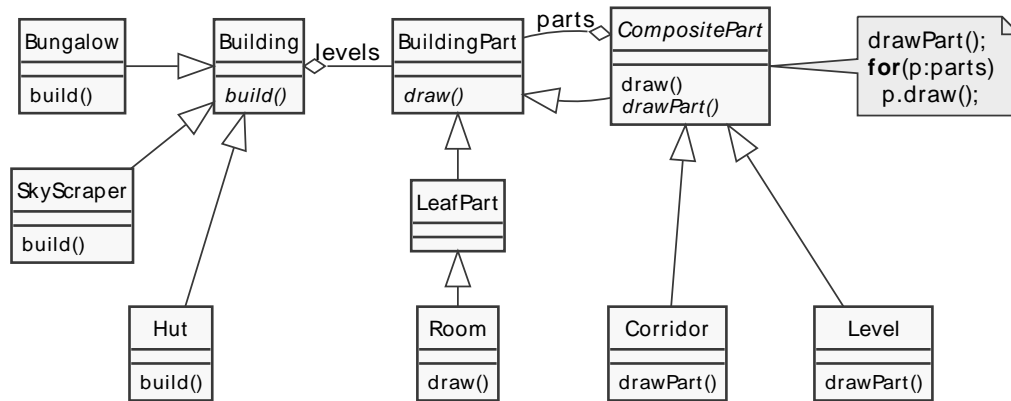 Bungalow
build()
Building
build()
levels
BuildingPart
draw()
parts
CompositePart
draw()
drawPart()
drawPart();
for(p:parts)
p.draw();
SkyScraper
build()
LeafPart
Hut
build()
Room
draw()
Corridor
drawPart()
Level
drawPart()